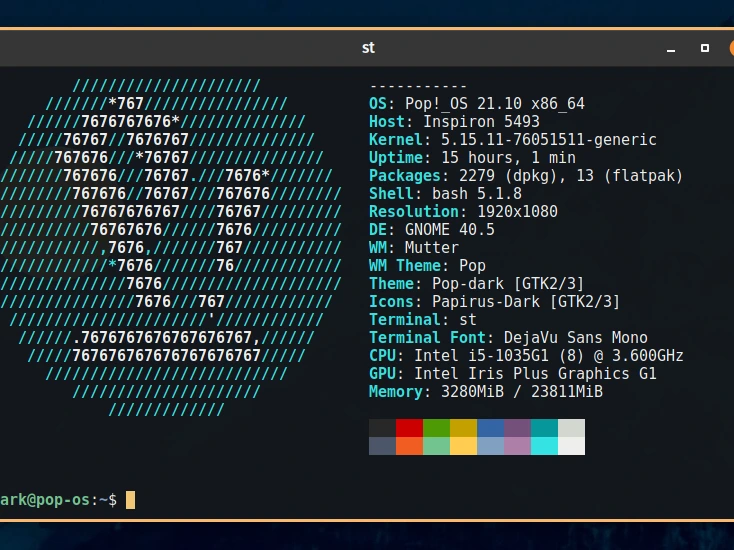 st
/////////////////////
///////*767////////////////
//////7676767676*//////////////
/////76767//7676767//////////////
/////767676///*76767///////////////
///////767676///76767.///7676*///////
////////767676//76767///767676////////
/////////76767676767////76767/////////
//////////76767676//////7676//////////
///////////,7676,///////767///////////
////////////*7676///////76////////////
//////////////7676////////////////////
///////////////7676///767////////////
//////////////////////'////////////
//////.7676767676767676767,//////
/////767676767676767676767/////
///////////////////////////
/////////////////////
/////////////
-----------
OS: Pop!_OS 21.10 x86_64
Host: Inspiron 5493
Kernel: 5.15.11-76051511-generic
Uptime: 15 hours, 1 min
Packages: 2279 (dpkg), 13 (flatpak)
Shell: bash 5.1.8
Resolution: 1920x1080
DE: GNOME 40.5
WM: Mutter
WM Theme: Pop
Theme: Pop-dark [GTK2/3]
Icons: Papirus-Dark [GTK2/3]
Terminal: st
Terminal Font: DejaVu Sans Mono
CPU: Intel i5-1035G1 (8) @ 3.600GHz
GPU: Intel Iris Plus Graphics G1
Memory: 3280MiB / 23811MiB
ark@pop-os:~$